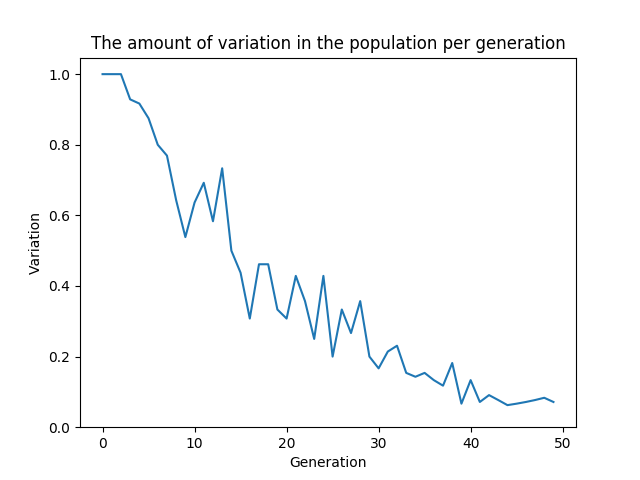 The amount of variation in the population per generation
1.0
0.8
0.6
0.4
0.2
0.0
Variation
0 10 20 30 40 50
Generation